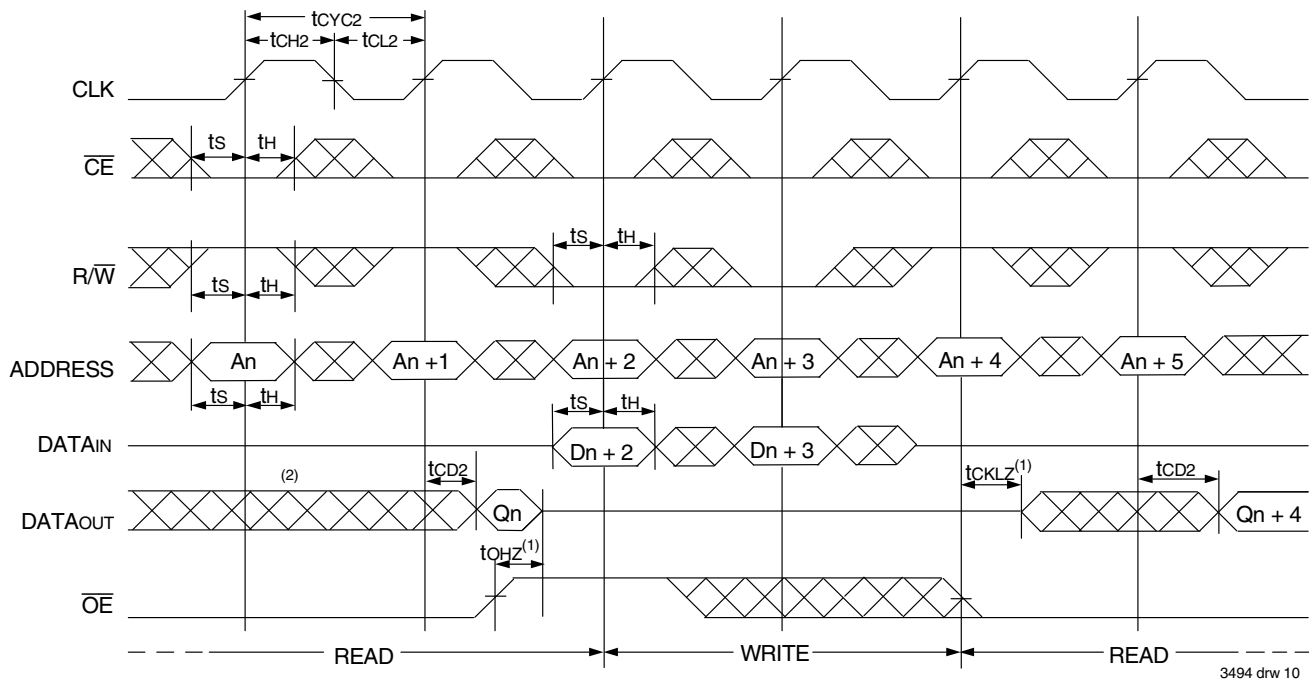 tCYC2
tCH2 tCL2
CLK
tS tH
CE
tS tH
R/W
tS tH
An An +1 An + 2 An + 3 An + 4 An + 5
ADDRESS
tS tH tS tH
DATAIN Dn + 2 Dn + 3
(2) tCD2 tCKLZ(1) tCD2
DATAOUT Qn Qn + 4
tOHZ(1)
OE
READ WRITE READ
3494 drw 10